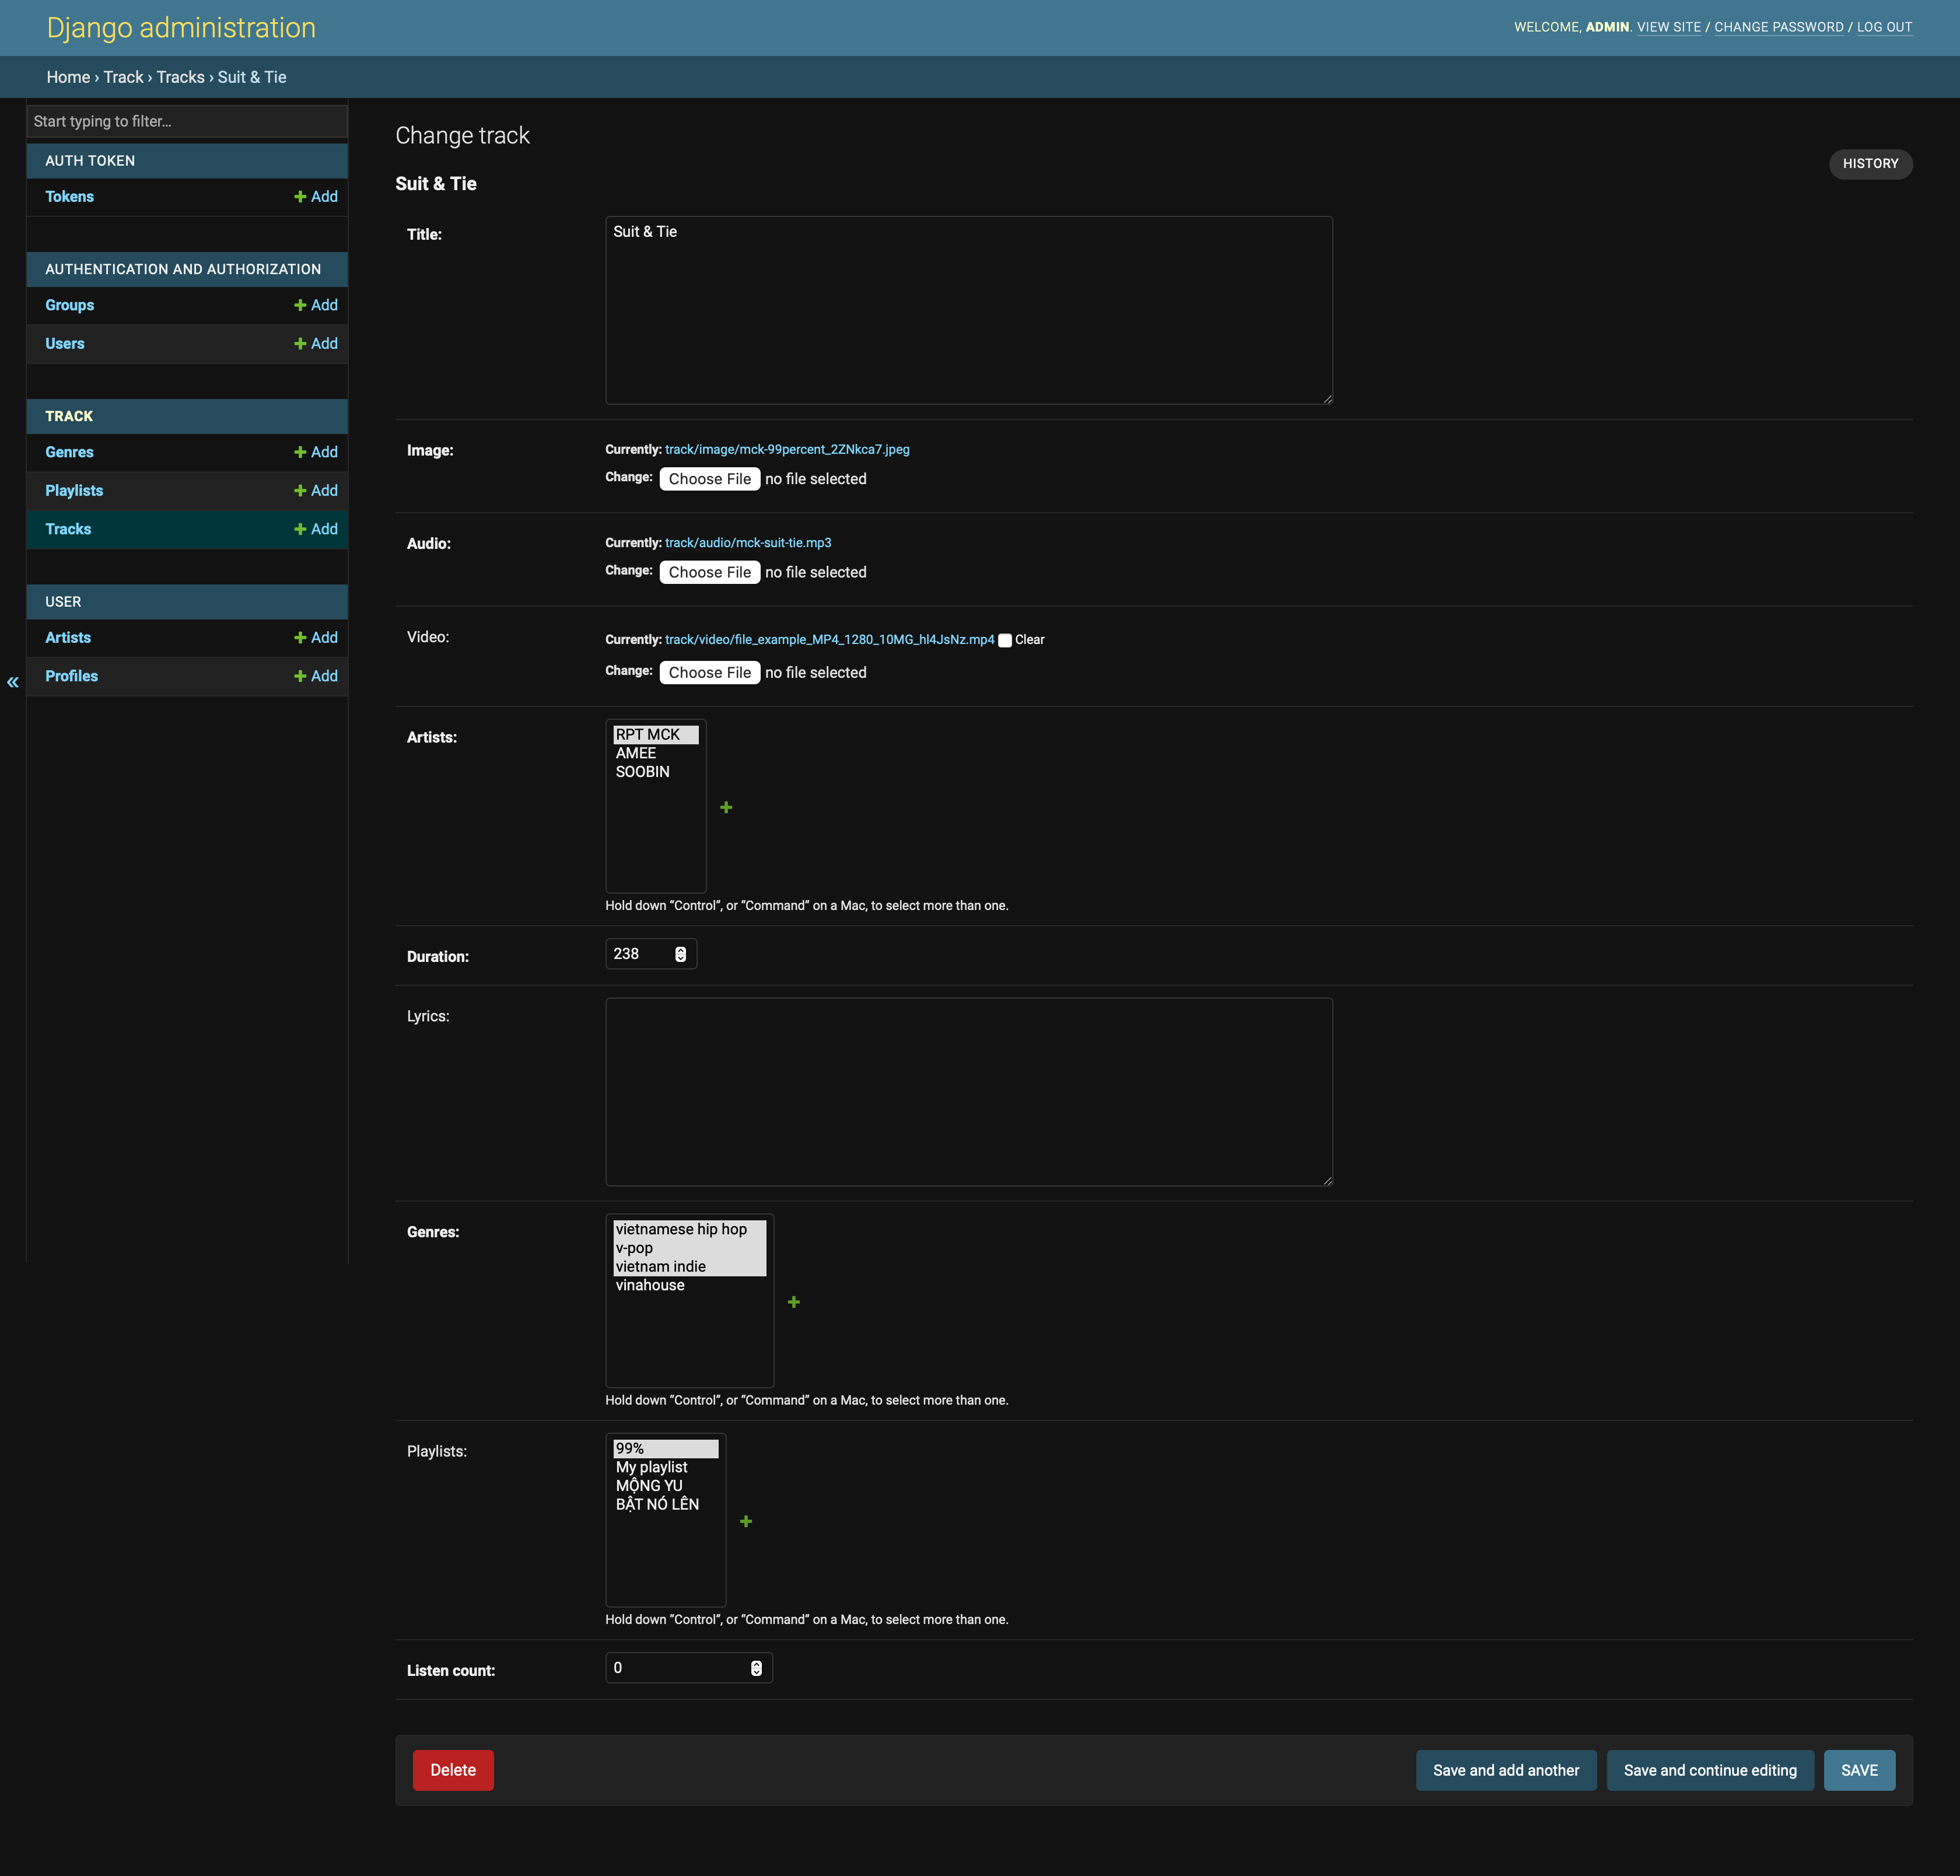 Django administration
WELCOME, ADMIN. VIEW SITE / CHANGE PASSWORD / LOG OUT
Home › Track › Tracks › Suit & Tie
Start typing to filter...
AUTH TOKEN
Tokens Add
AUTHENTICATION AND AUTHORIZATION
Groups Add
Users Add
TRACK
Genres Add
Playlists Add
Tracks Add
USER
Artists Add
Profiles Add
«
Change track
HISTORY
Suit & Tie
Title: Suit & Tie
Image: Currently: track/image/mck-99percent_2ZNkca7.jpeg
Change: Choose File no file selected
Audio: Currently: track/audio/mck-suit-tie.mp3
Change: Choose File no file selected
Video: Currently: track/video/file_example_MP4_1280_10MG_hl4JsNz.mp4 Clear
Change: Choose File no file selected
Artists: RPT MCK
AMEE
SOOBIN
Hold down “Control”, or “Command” on a Mac, to select more than one.
Duration: 238
Lyrics:
Genres: vietnamese hip hop
v-pop
vietnam indie
vinahouse
Hold down “Control”, or “Command” on a Mac, to select more than one.
Playlists: 99%
My playlist
MỘNG YU
BẬT NÓ LÊN
Hold down “Control”, or “Command” on a Mac, to select more than one.
Listen count: 0
Delete Save and add another Save and continue editing SAVE